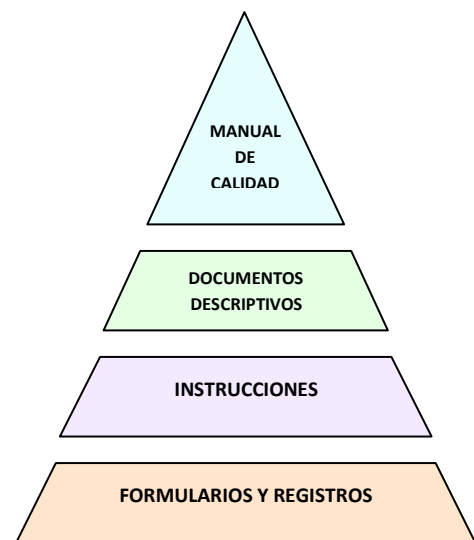 MANUAL
DE
CALIDAD
DOCUMENTOS
DESCRIPTIVOS
INSTRUCCIONES
FORMULARIOS Y REGISTROS